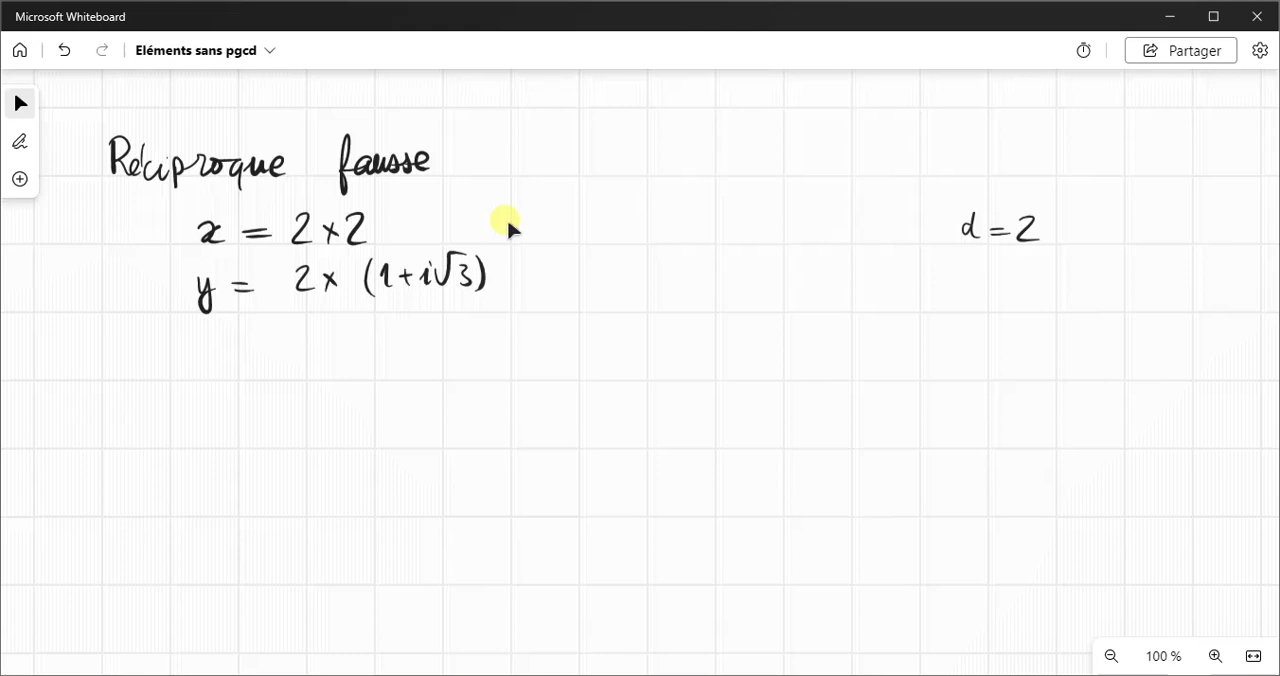 Microsoft Whiteboard
Eléments sans pgcd
Partager
Réciproque fausse
x = 2 × 2
d = 2
y = 2 × (1 + i√3)
100 %